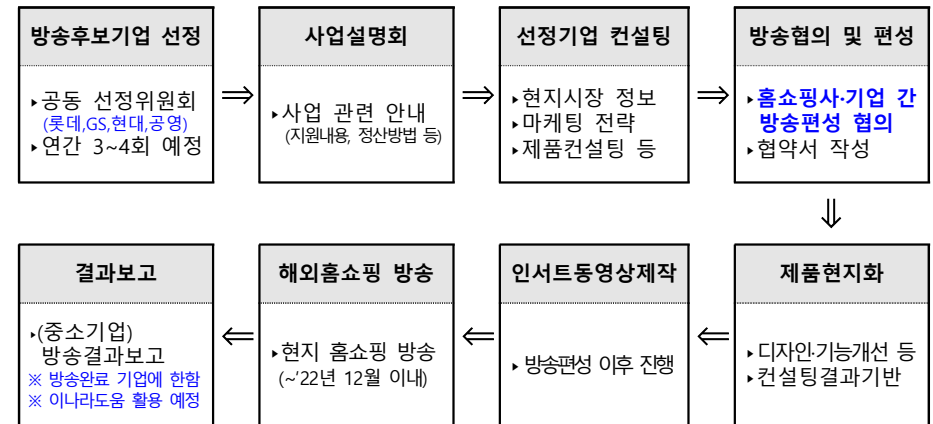 방송후보기업 선정
▸공동 선정위원회
(롯데,GS,현대,공영)
▸연간 3~4회 예정
⇒
사업설명회
▸사업 관련 안내
(지원내용, 정산방법 등)
⇒
선정기업 컨설팅
▸현지시장 정보
▸마케팅 전략
▸제품컨설팅 등
⇒
방송협의 및 편성
▸홈쇼핑사·기업 간
방송편성 협의
▸협약서 작성
⇓
제품현지화
▸디자인·기능개선 등
▸컨설팅결과기반
⇐
인서트동영상제작
▸방송편성 이후 진행
⇐
해외홈쇼핑 방송
▸현지 홈쇼핑 방송
(~'22년 12월 이내)
⇐
결과보고
▸(중소기업)
방송결과보고
※ 방송완료 기업에 한함
※ 이나라도움 활용 예정